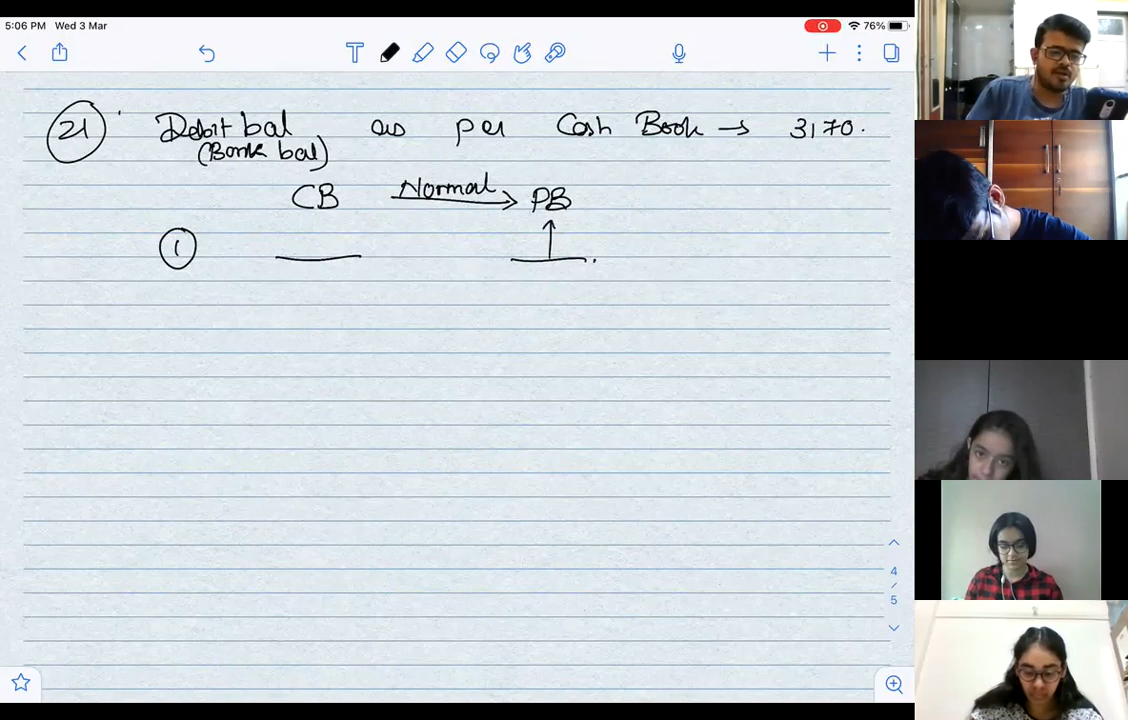 5:06 PM Wed 3 Mar 76%
T
21 Debit bal as per Cash Book → 3170.
(Bank bal)
CB Normal PB
1
4
5